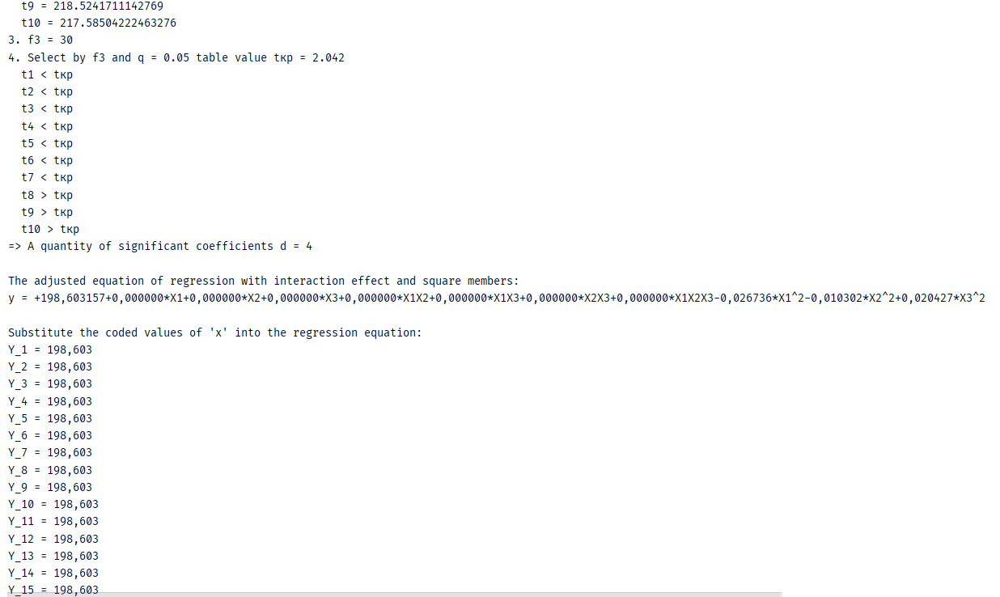 t9 = 218.5241711142769
t10 = 217.58504222463276
3. f3 = 30
4. Select by f3 and q = 0.05 table value tкр = 2.042
t1 < tкр
t2 < tкр
t3 < tкр
t4 < tкр
t5 < tкр
t6 < tкр
t7 < tкр
t8 > tкр
t9 > tкр
t10 > tкр
=> A quantity of significant coefficients d = 4
The adjusted equation of regression with interaction effect and square members:
y = +198,603157+0,000000*X1+0,000000*X2+0,000000*X3+0,000000*X1X2+0,000000*X1X3+0,000000*X2X3+0,000000*X1X2X3-0,026736*X1^2-0,010302*X2^2+0,020427*X3^2
Substitute the coded values of 'x' into the regression equation:
Y_1 = 198,603
Y_2 = 198,603
Y_3 = 198,603
Y_4 = 198,603
Y_5 = 198,603
Y_6 = 198,603
Y_7 = 198,603
Y_8 = 198,603
Y_9 = 198,603
Y_10 = 198,603
Y_11 = 198,603
Y_12 = 198,603
Y_13 = 198,603
Y_14 = 198,603
Y_15 = 198,603